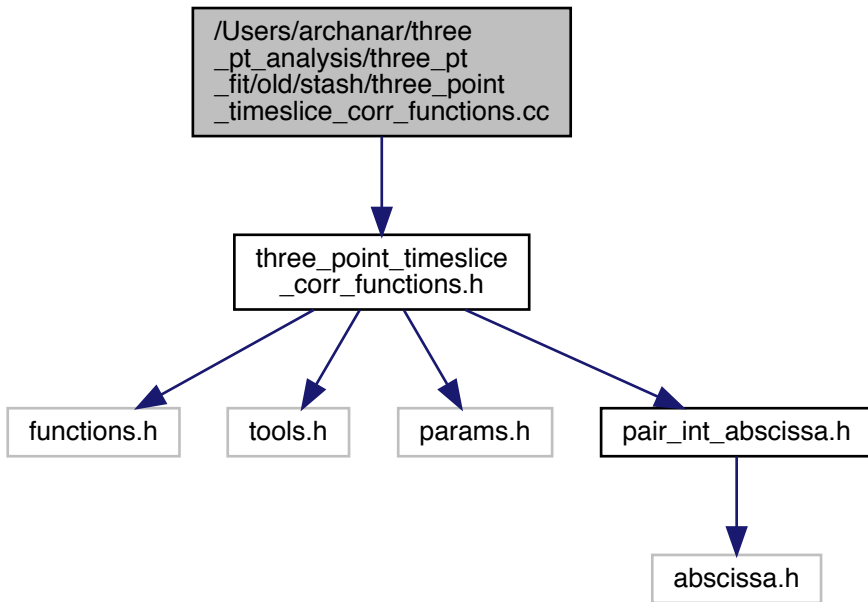 /Users/archanar/three
_pt_analysis/three_pt
_fit/old/stash/three_point
_timeslice_corr_functions.cc
three_point_timeslice
_corr_functions.h
functions.h
tools.h
params.h
pair_int_abscissa.h
abscissa.h